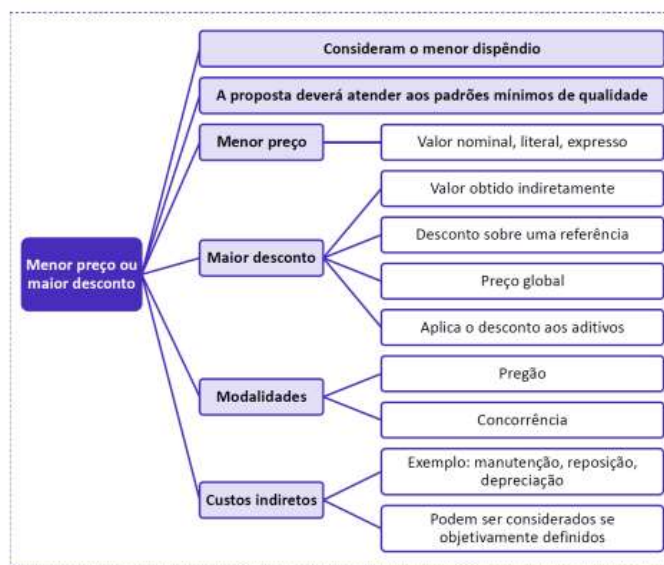 Consideram o menor dispêndio
A proposta deverá atender aos padrões mínimos de qualidade
Menor preço
Valor nominal, literal, expresso
Menor preço ou
maior desconto
Maior desconto
Valor obtido indiretamente
Desconto sobre uma referência
Preço global
Aplica o desconto aos aditivos
Modalidades
Pregão
Concorrência
Custos indiretos
Exemplo: manutenção, reposição,
depreciação
Podem ser considerados se
objetivamente definidos